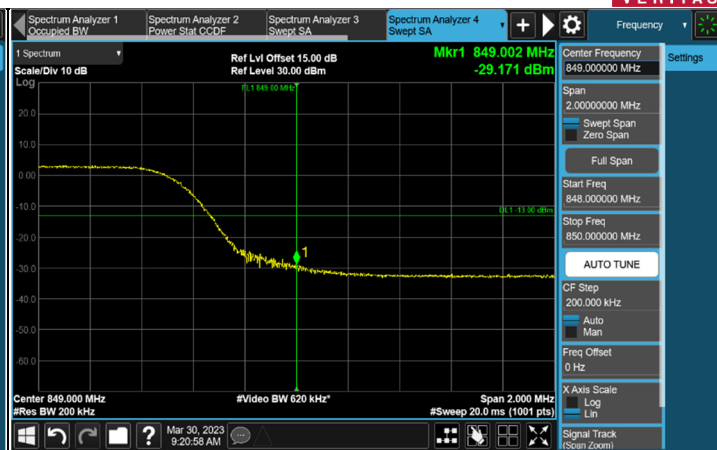 VERITAS
Spectrum Analyzer 1
Occupied BW
Spectrum Analyzer 2
Power Stat CCDF
Spectrum Analyzer 3
Swept SA
Spectrum Analyzer 4
Swept SA
+
Frequency
1 Spectrum
Scale/Div 10 dB
Log
Ref Lvl Offset 15.00 dB
Ref Level 30.00 dBm
Mkr1 849.002 MHz
-29.171 dBm
FL1 849.00 MHz
20.0
10.0
0.00
-10.0
-20.0
-30.0
-40.0
-50.0
-60.0
DL1 -13.00 dBm
1
Center 849.000 MHz
#Res BW 200 kHz
#Video BW 620 kHz*
Span 2.000 MHz
#Sweep 20.0 ms (1001 pts)
Mar 30, 2023
9:20:58 AM
?
Center Frequency
849.000000 MHz
Span
2.00000000 MHz
Swept Span
Zero Span
Full Span
Start Freq
848.000000 MHz
Stop Freq
850.000000 MHz
AUTO TUNE
CF Step
200.000 kHz
Auto
Man
Freq Offset
0 Hz
X Axis Scale
Log
Lin
Signal Track
(Span Zoom)
Settings